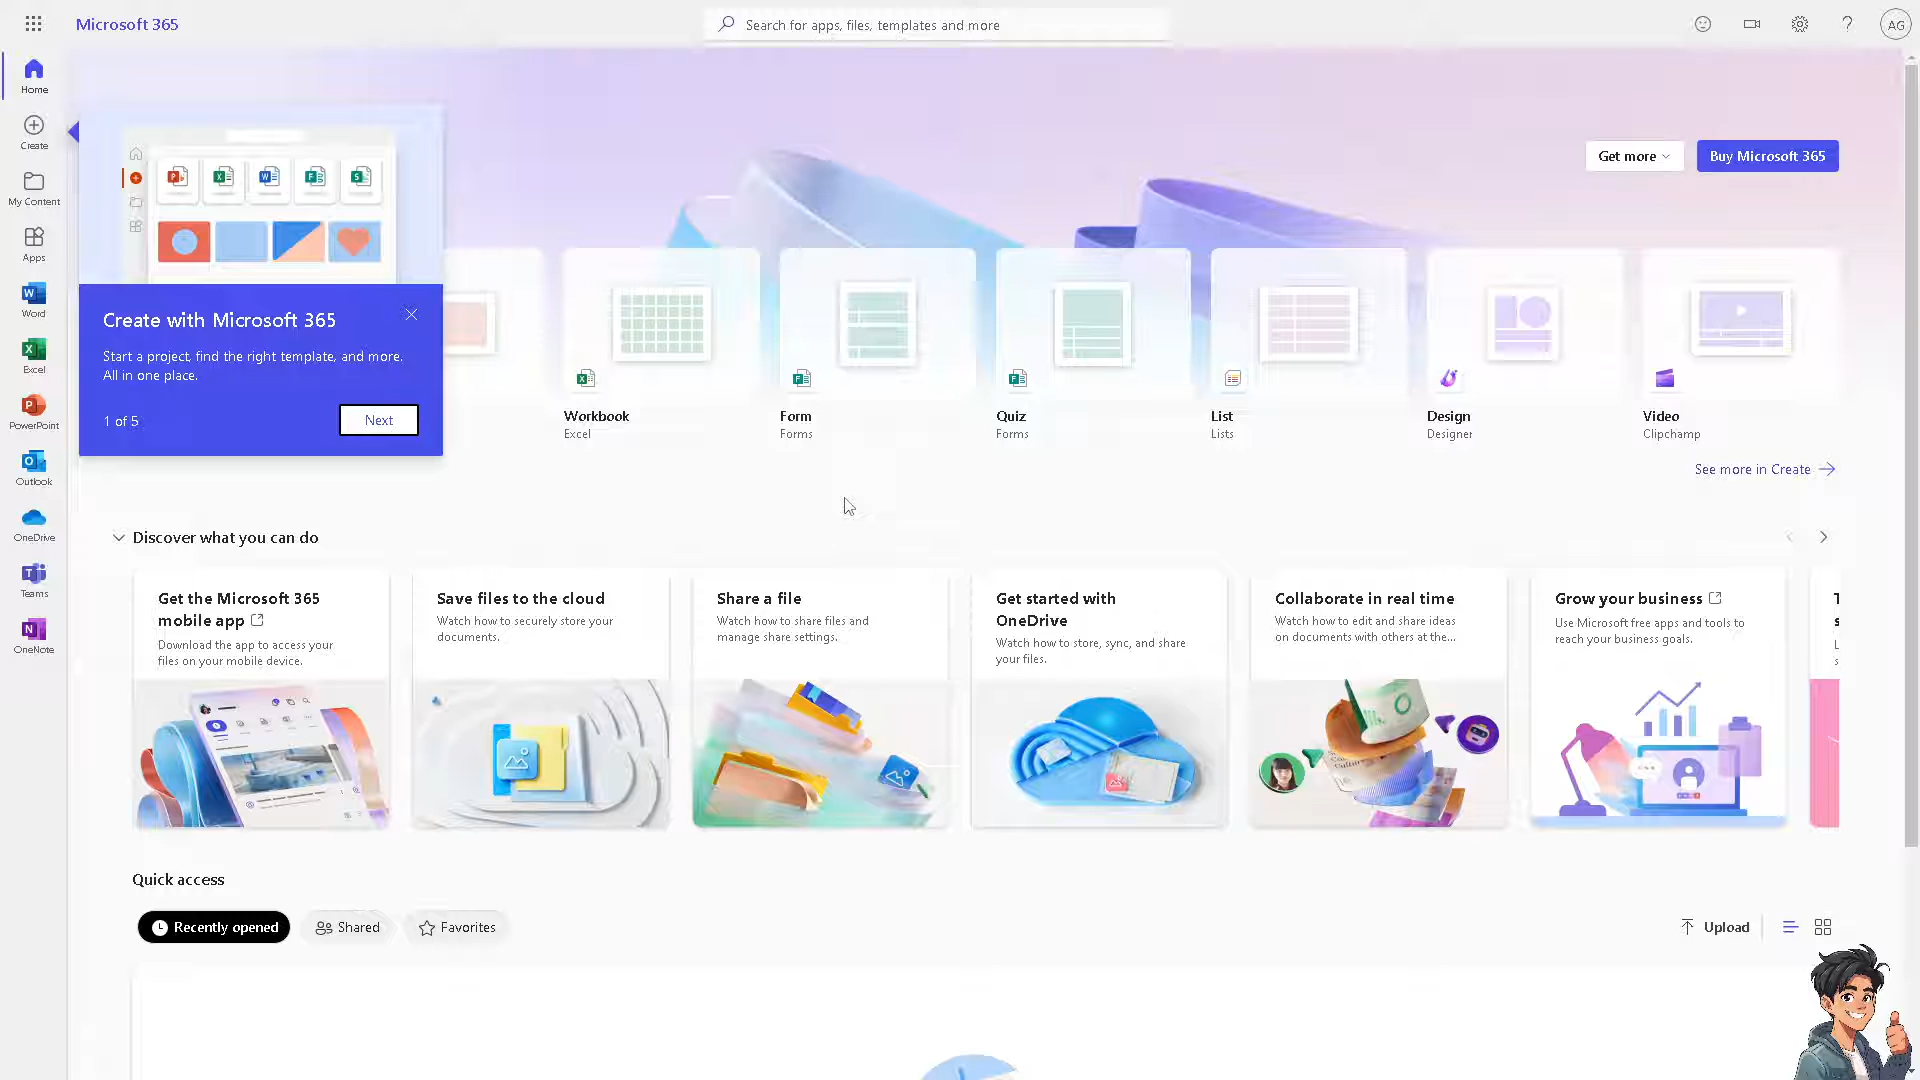 Microsoft 365
Search for apps, files, templates and more
AG
Home
Create
My Content
Apps
Word
Excel
PowerPoint
Outlook
OneDrive
Teams
OneNote
Get more
Buy Microsoft 365
Create with Microsoft 365
Start a project, find the right template, and more.
All in one place.
1 of 5
Next
Workbook
Excel
Form
Forms
Quiz
Forms
List
Lists
Design
Designer
Video
Clipchamp
See more in Create
Discover what you can do
Get the Microsoft 365
mobile app
Download the app to access your
files on your mobile device.
Save files to the cloud
Watch how to securely store your
documents.
Share a file
Watch how to share files and
manage share settings.
Get started with
OneDrive
Watch how to store, sync, and share
your files.
Collaborate in real time
Watch how to edit and share ideas
on documents with others at the...
Grow your business
Use Microsoft free apps and tools to
reach your business goals.
Quick access
Recently opened
Shared
Favorites
Upload